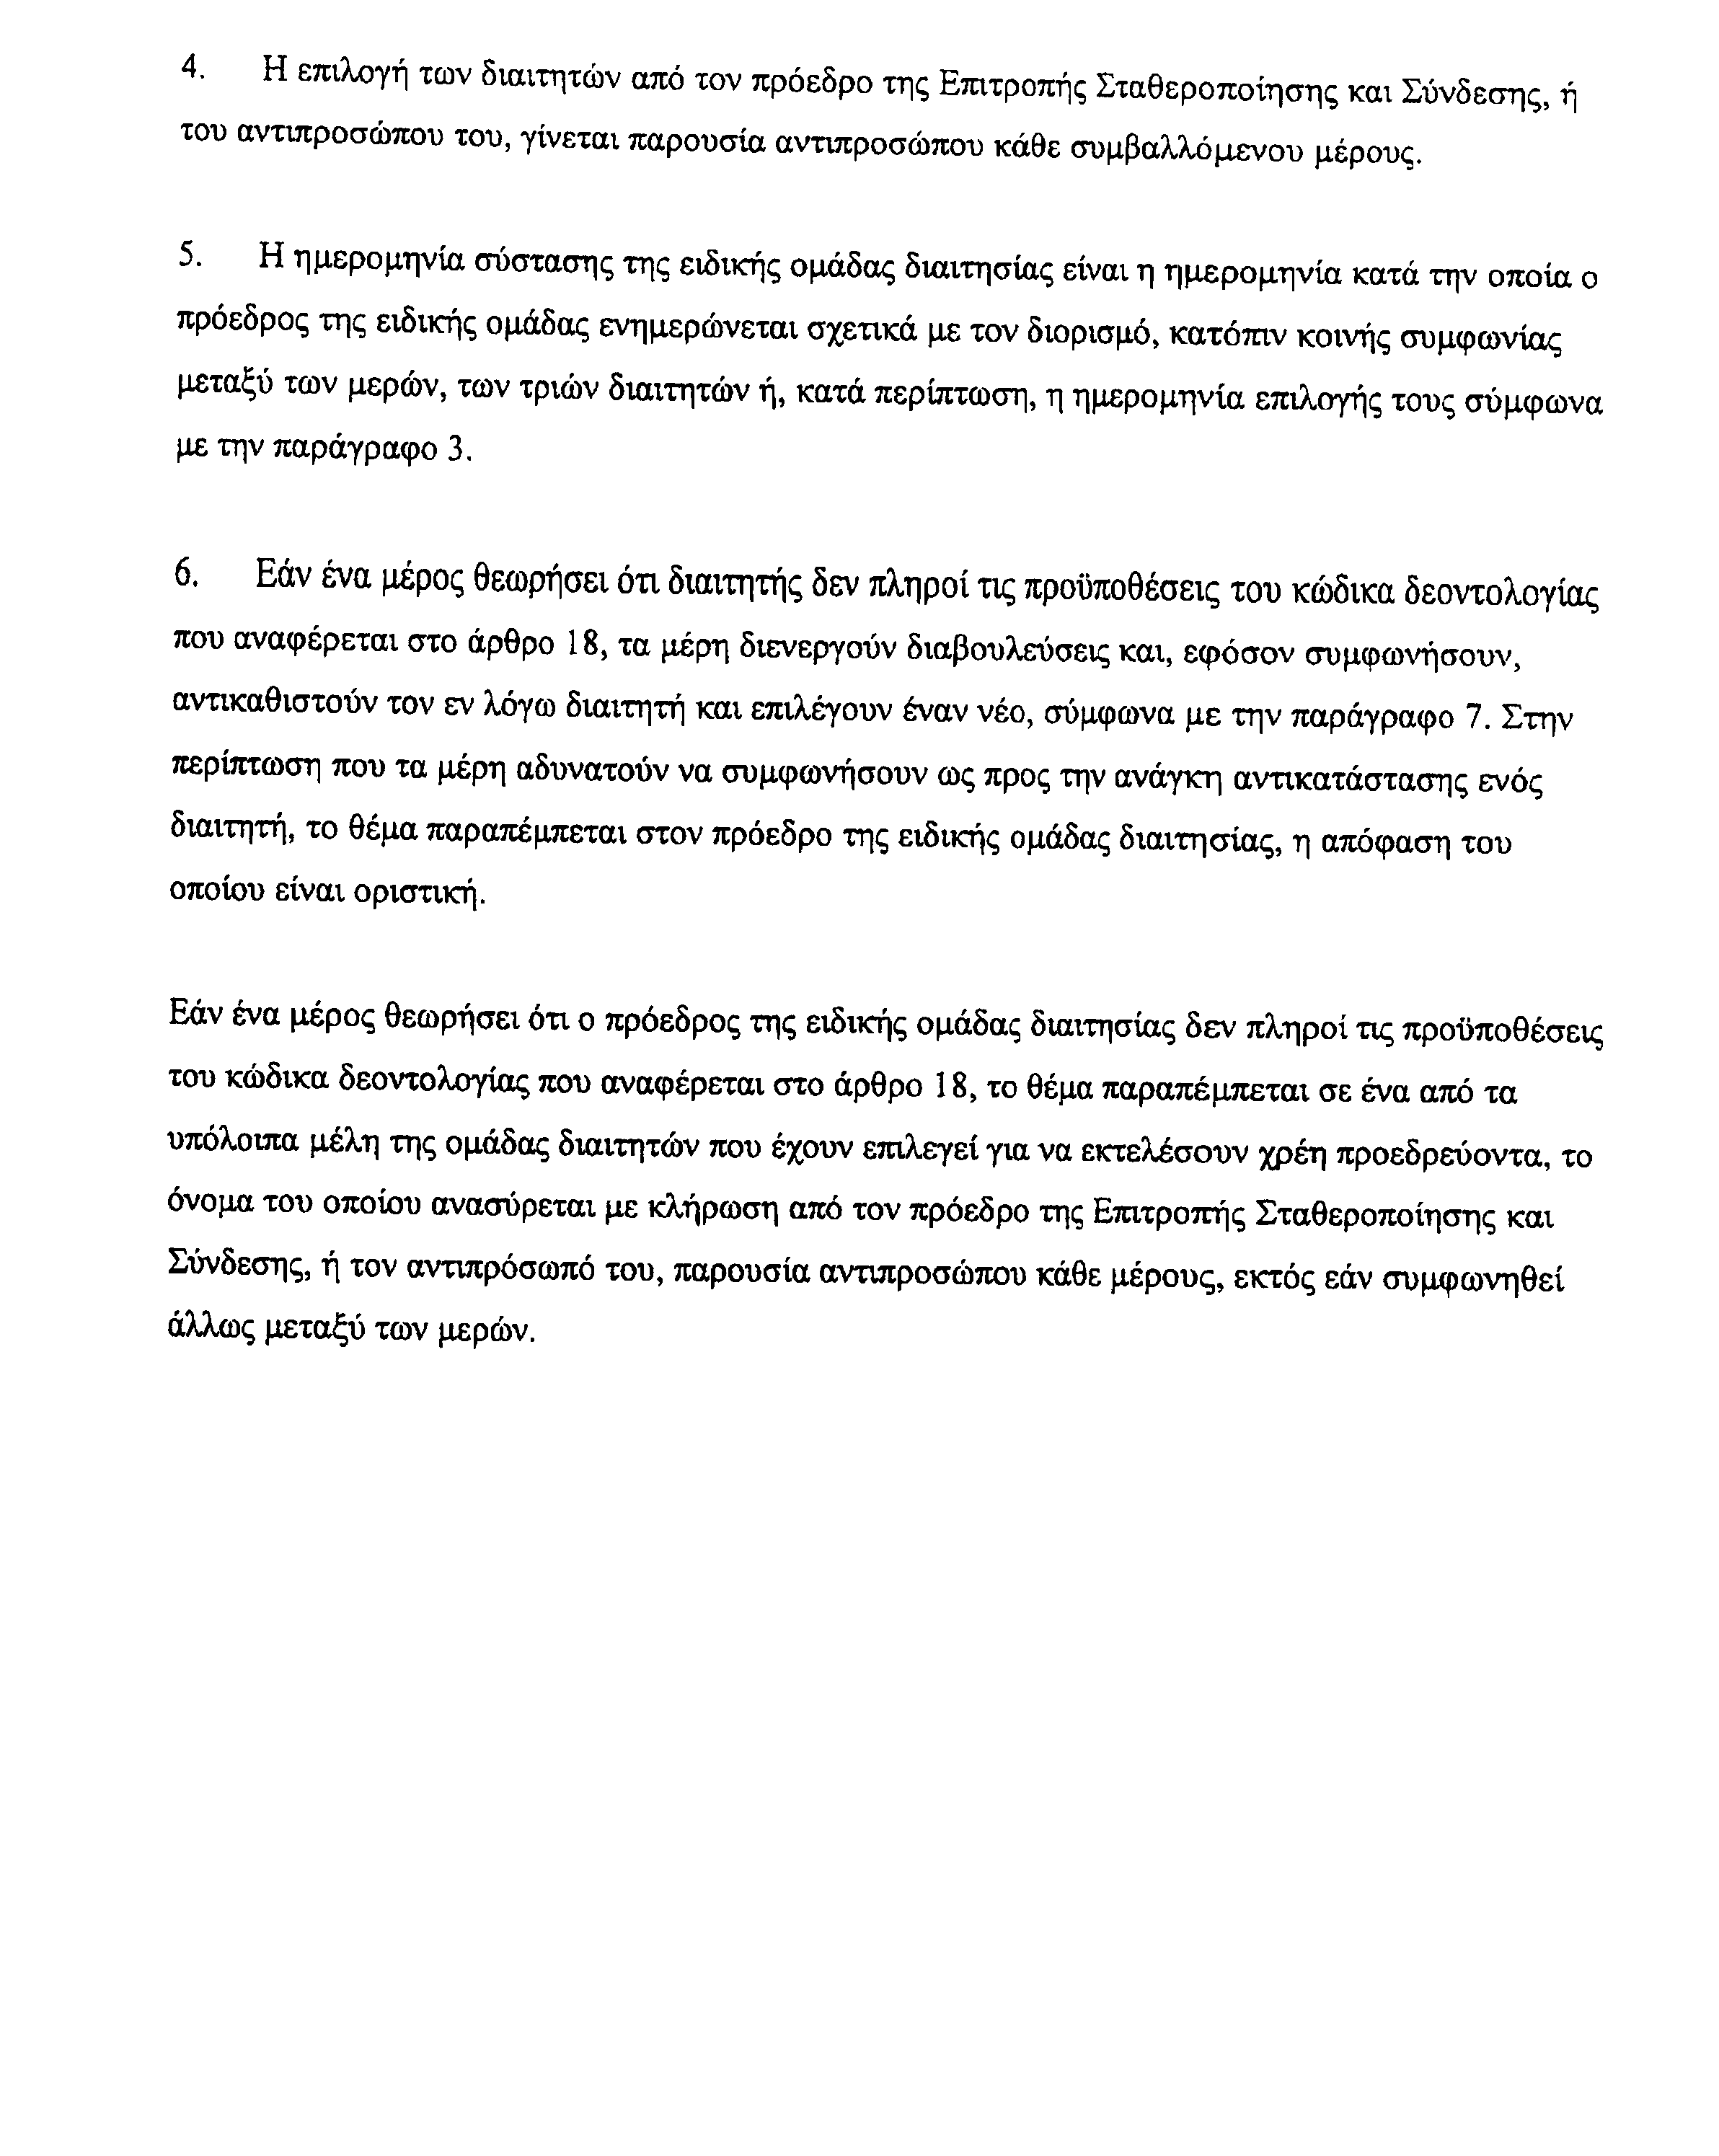 4. Η επιλογή των διαιτητών από τον πρόεδρο της Επιτροπής Σταθεροποίησης και Σύνδεσης, ή
του αντιπροσώπου του, γίνεται παρουσία αντιπροσώπου κάθε συμβαλλόμενου μέρους.
5. Η ημερομηνία σύστασης της ειδικής ομάδας διαιτησίας είναι η ημερομηνία κατά την οποία ο
πρόεδρος της ειδικής ομάδας ενημερώνεται σχετικά με τον διορισμό, κατόπιν κοινής συμφωνίας
μεταξύ των μερών, των τριών διαιτητών ή, κατά περίπτωση, η ημερομηνία επιλογής τους σύμφωνα
με την παράγραφο 3.
6. Εάν ένα μέρος θεωρήσει ότι διαιτητής δεν πληροί τις προϋποθέσεις του κώδικα δεοντολογίας
που αναφέρεται στο άρθρο 18, τα μέρη διενεργούν διαβουλεύσεις και, εφόσον συμφωνήσουν,
αντικαθιστούν τον εν λόγω διαιτητή και επιλέγουν έναν νέο, σύμφωνα με την παράγραφο 7. Στην
περίπτωση που τα μέρη αδυνατούν να συμφωνήσουν ως προς την ανάγκη αντικατάστασης ενός
διαιτητή, το θέμα παραπέμπεται στον πρόεδρο της ειδικής ομάδας διαιτησίας, η απόφαση του
οποίου είναι οριστική.
Εάν ένα μέρος θεωρήσει ότι ο πρόεδρος της ειδικής ομάδας διαιτησίας δεν πληροί τις προϋποθέσεις
του κώδικα δεοντολογίας που αναφέρεται στο άρθρο 18, το θέμα παραπέμπεται σε ένα από τα
υπόλοιπα μέλη της ομάδας διαιτητών που έχουν επιλεγεί για να εκτελέσουν χρέη προεδρεύοντα, το
όνομα του οποίου ανασύρεται με κλήρωση από τον πρόεδρο της Επιτροπής Σταθεροποίησης και
Σύνδεσης, ή τον αντιπρόσωπό του, παρουσία αντιπροσώπου κάθε μέρους, εκτός εάν συμφωνηθεί
άλλως μεταξύ των μερών.